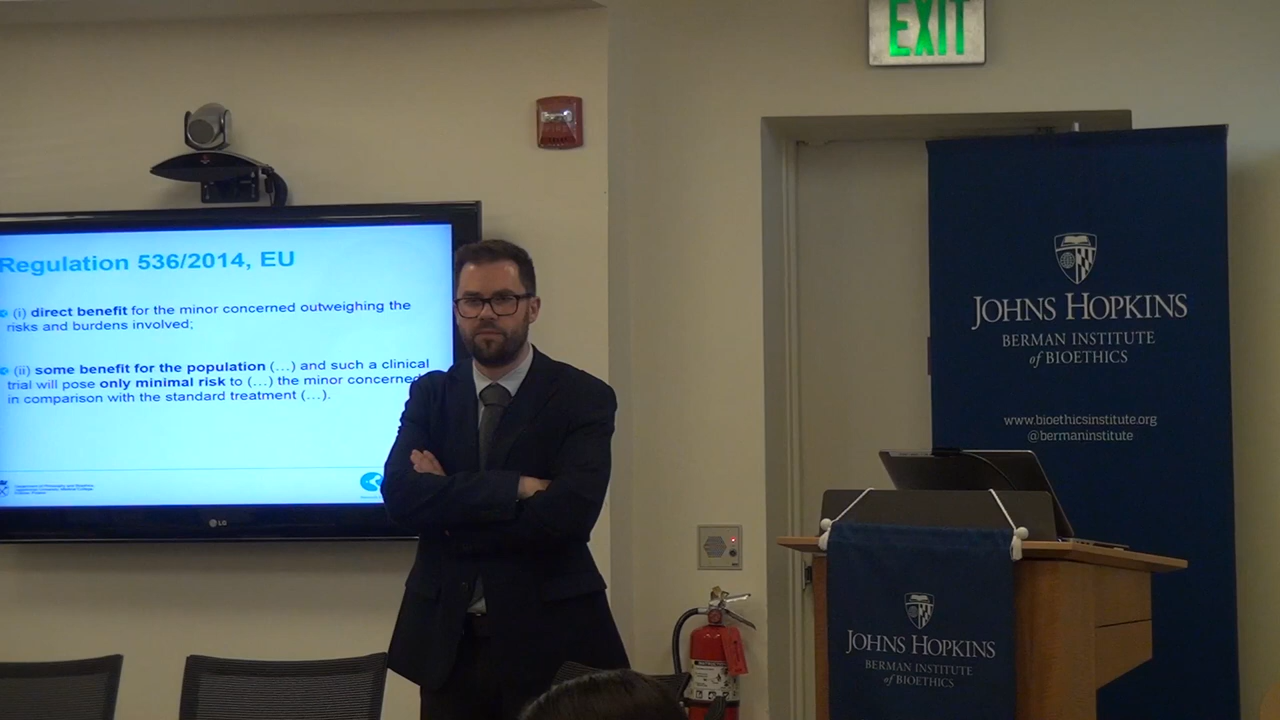 EXIT
Regulation 536/2014, EU
(i) direct benefit for the minor concerned outweighing the
risks and burdens involved;
(ii) some benefit for the population (…) and such a clinical
trial will pose only minimal risk to (…) the minor concerned
in comparison with the standard treatment (…).
LG
JOHNS HOPKINS
BERMAN INSTITUTE
of BIOETHICS
www.bioethicsinstitute.org
@bermaninstitute
JOHNS HOPKINS
BERMAN INSTITUTE
of BIOETHICS